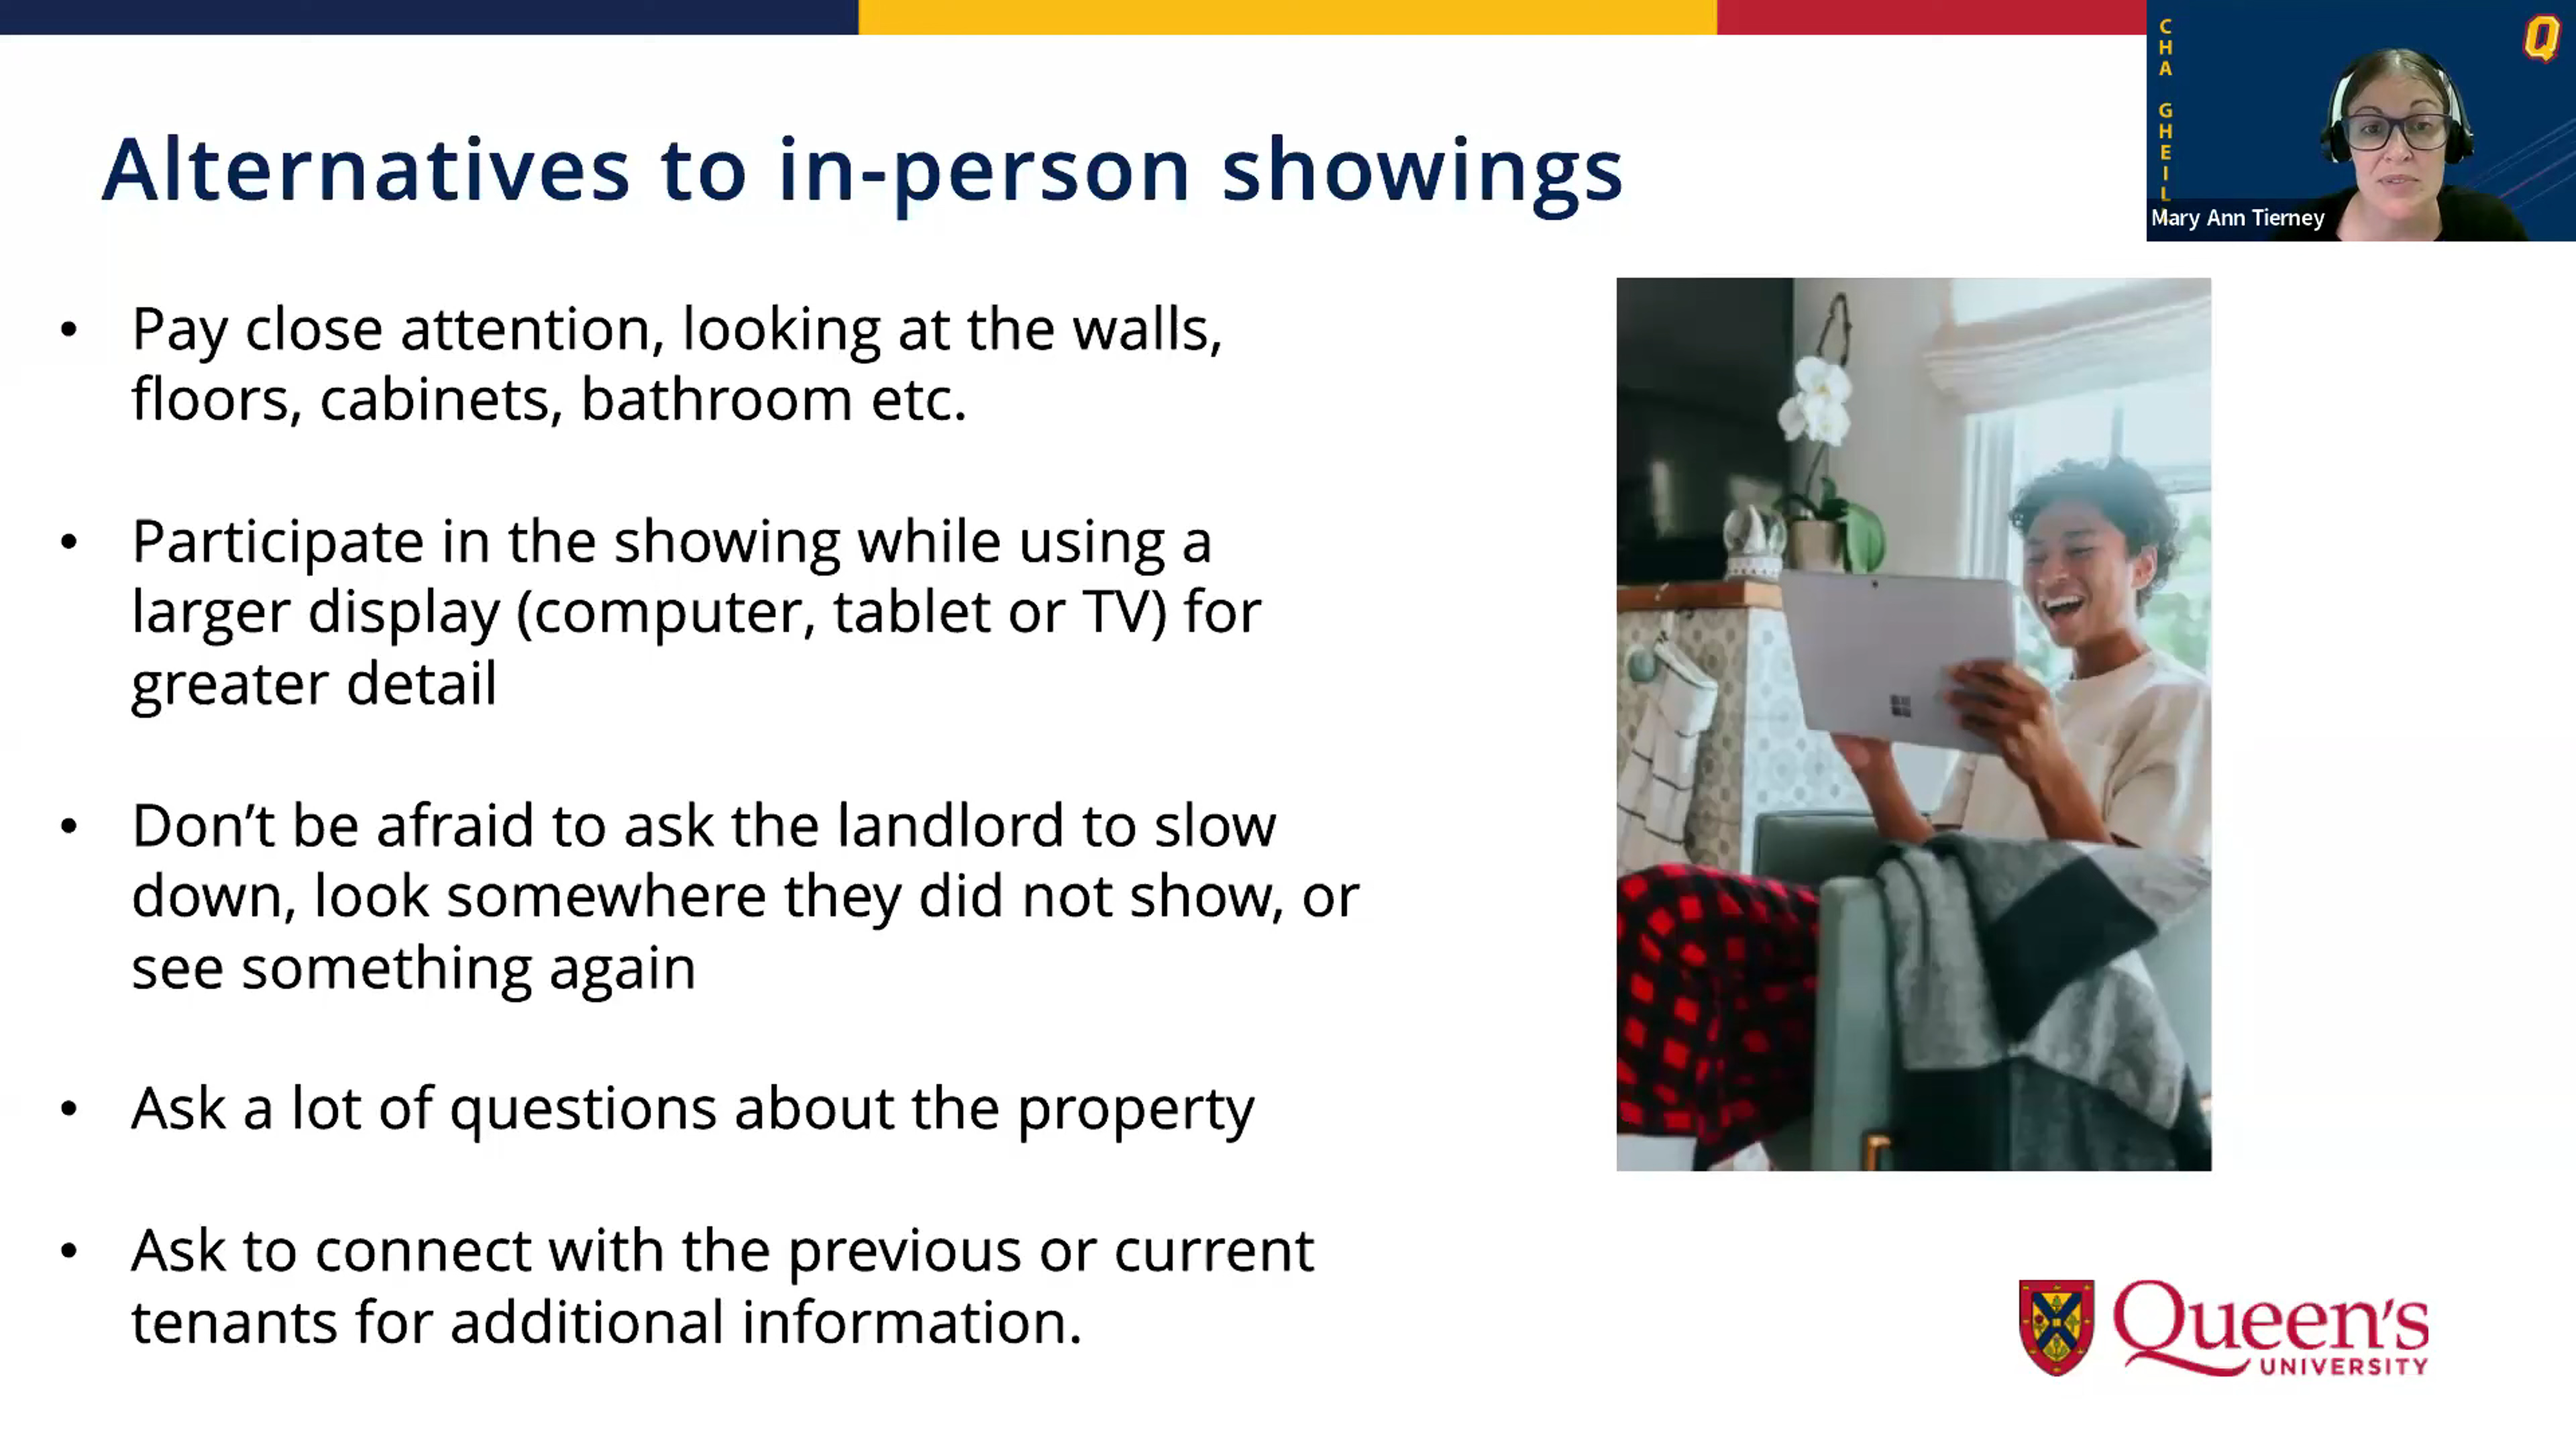 Alternatives to in-person showings
• Pay close attention, looking at the walls,
floors, cabinets, bathroom etc.
• Participate in the showing while using a
larger display (computer, tablet or TV) for
greater detail
• Don’t be afraid to ask the landlord to slow
down, look somewhere they did not show, or
see something again
• Ask a lot of questions about the property
• Ask to connect with the previous or current
tenants for additional information.
CHA GHEIL
Q
Mary Ann Tierney
Queen’s
UNIVERSITY